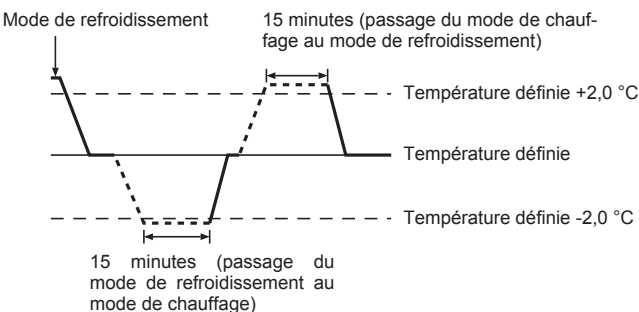 Mode de refroidissement
15 minutes (passage du mode de chauf-
fage au mode de refroidissement)
Température définie +2,0 °C
Température définie
Température définie -2,0 °C
15 minutes (passage du
mode de refroidissement au
mode de chauffage)